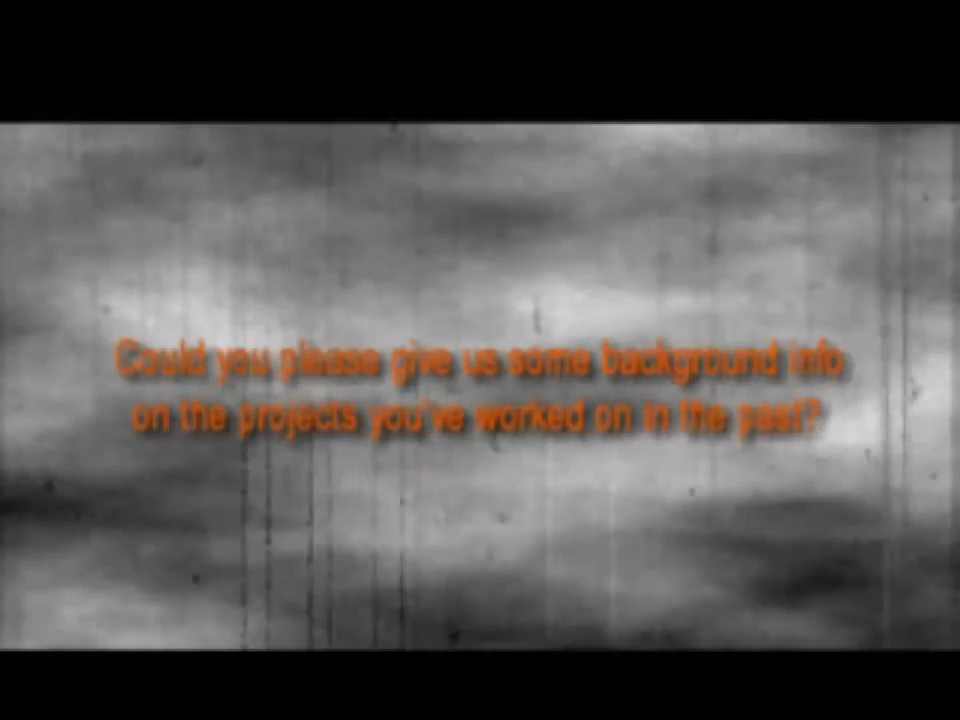 Could you please give us some background info
on the projects you've worked on in the past?